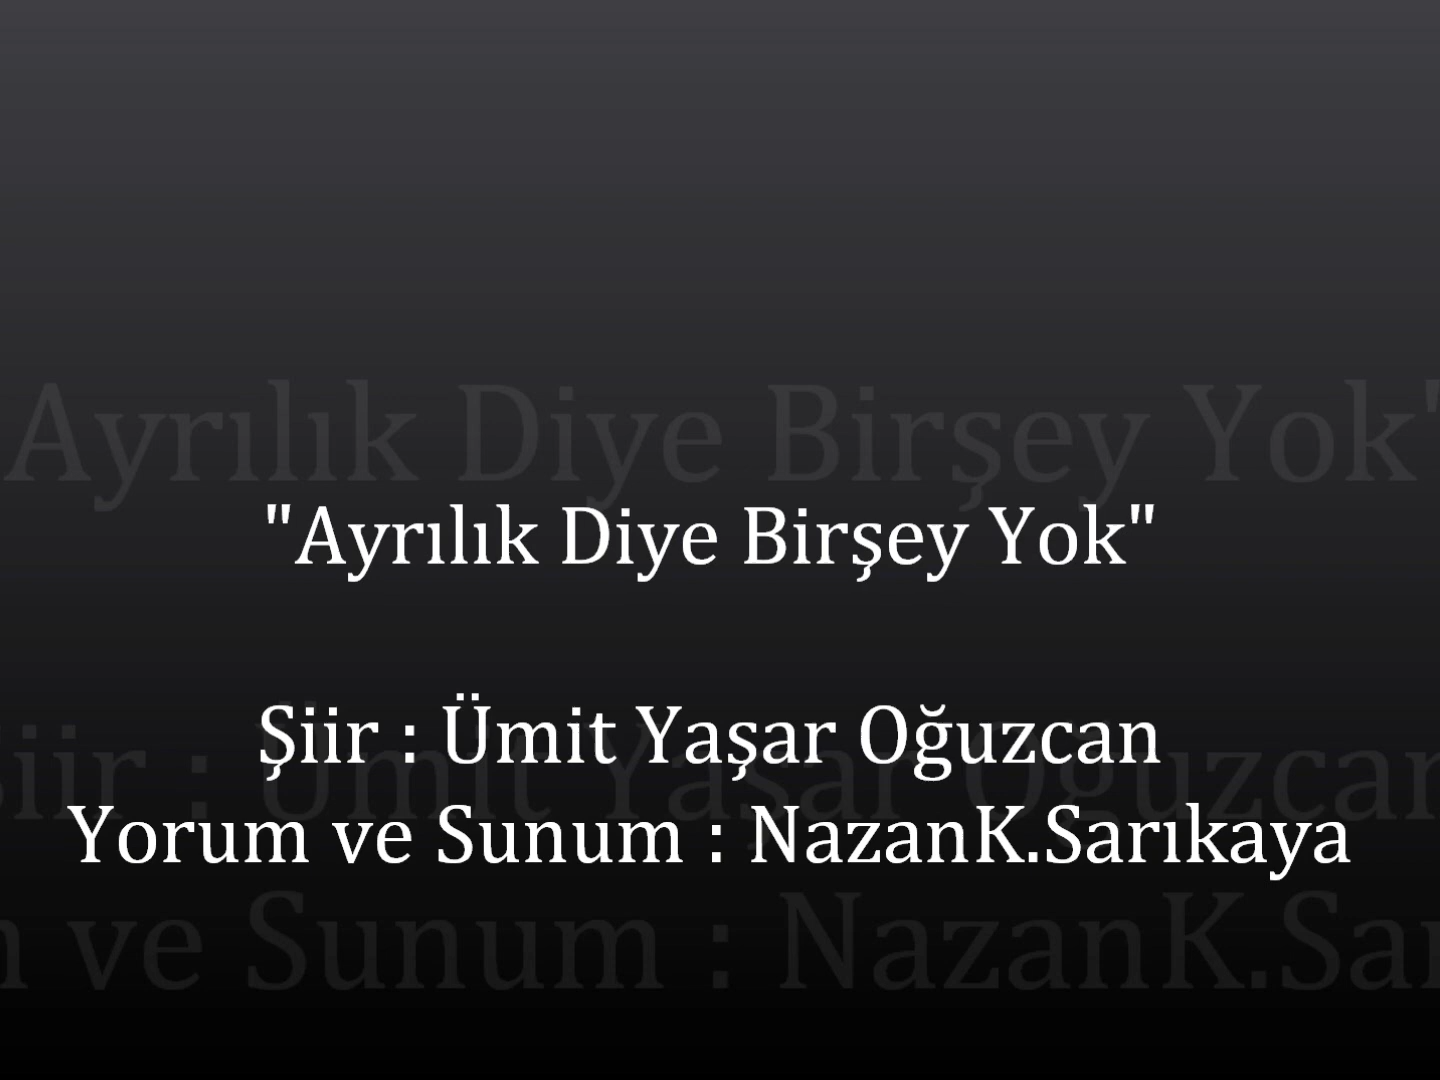 "Ayrılık Diye Birşey Yok"
Şiir : Ümit Yaşar Oğuzcan
Yorum ve Sunum : NazanK.Sarıkaya